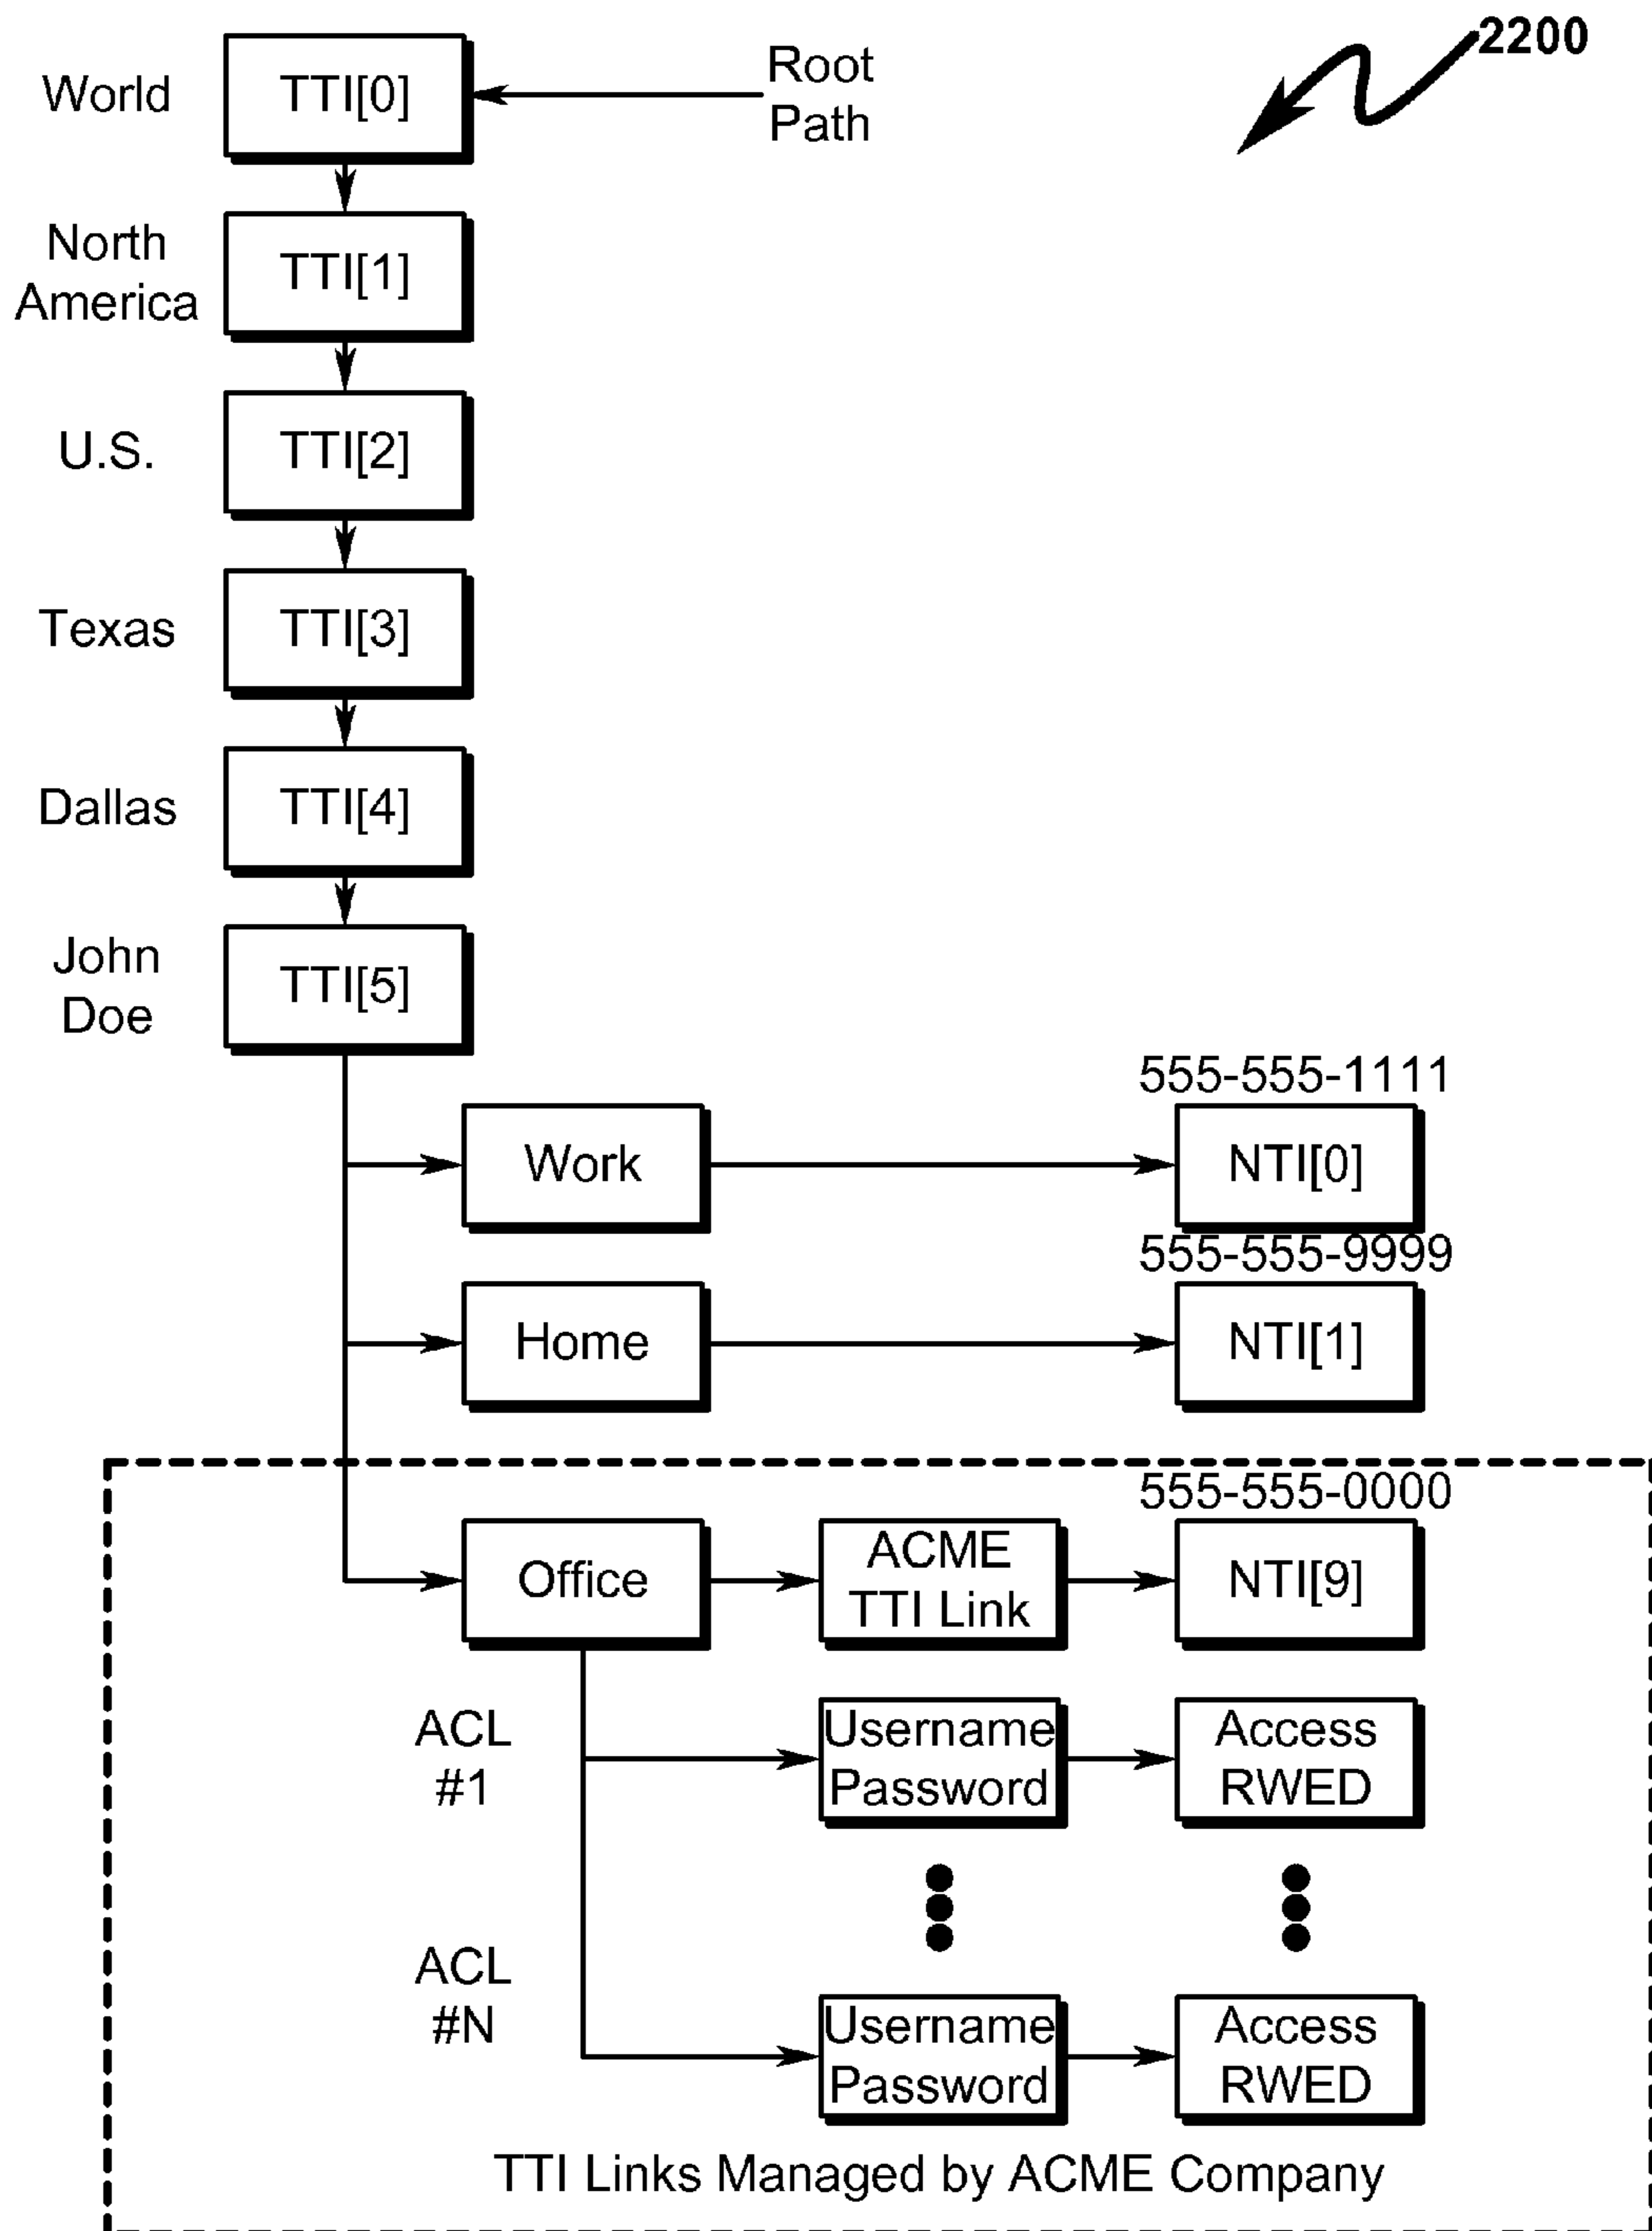 2200
World
TTI[0]
Root
Path
North
America
TTI[1]
U.S.
TTI[2]
Texas
TTI[3]
Dallas
TTI[4]
John
Doe
TTI[5]
555-555-1111
Work
NTI[0]
555-555-9999
Home
NTI[1]
555-555-0000
Office
ACME
TTI Link
NTI[9]
ACL
#1
Username
Password
Access
RWED
ACL
#N
Username
Password
Access
RWED
TTI Links Managed by ACME Company